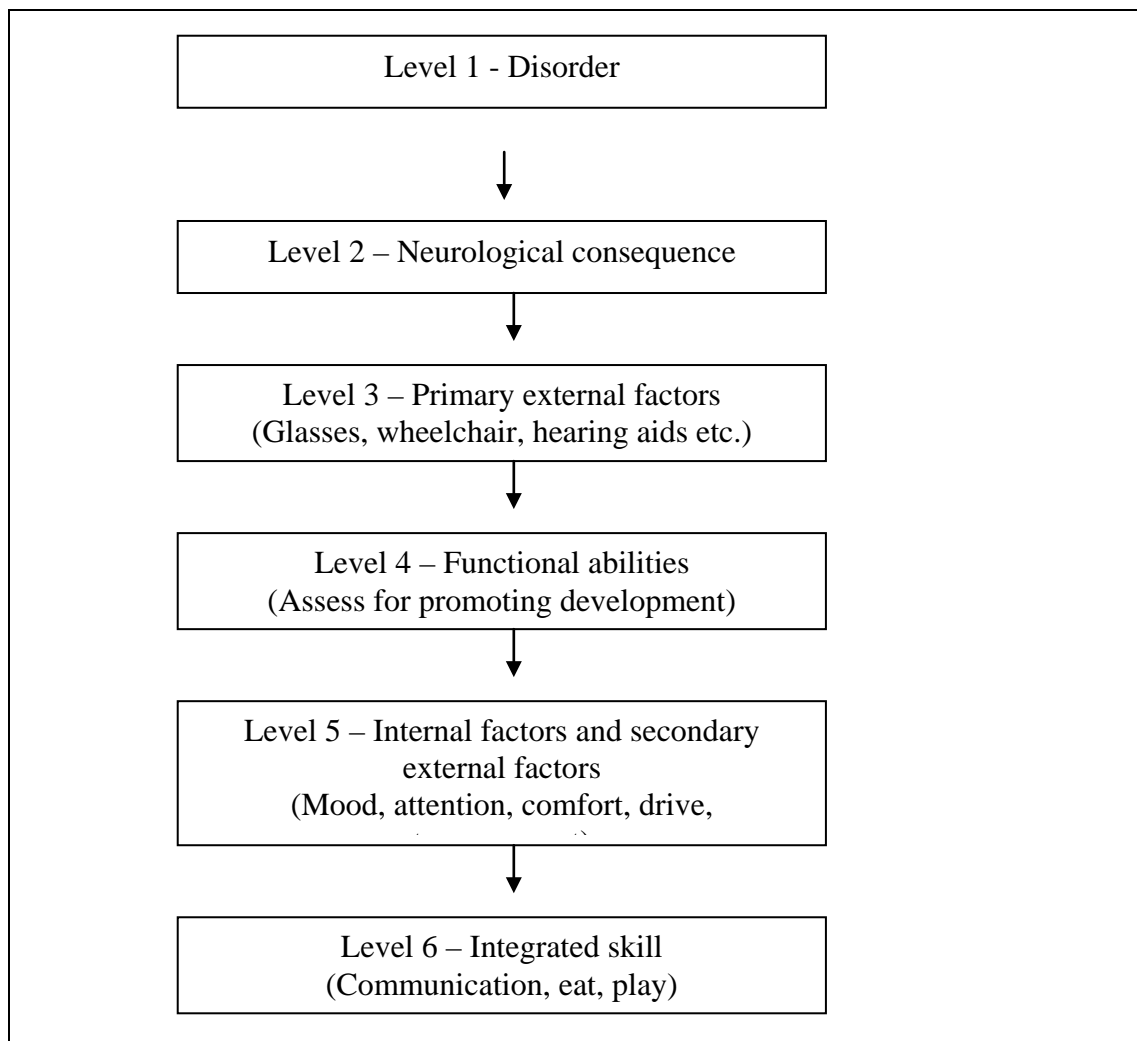 Level 1 - Disorder
Level 2 – Neurological consequence
Level 3 – Primary external factors
(Glasses, wheelchair, hearing aids etc.)
Level 4 – Functional abilities
(Assess for promoting development)
Level 5 – Internal factors and secondary
external factors
(Mood, attention, comfort, drive,
Level 6 – Integrated skill
(Communication, eat, play)